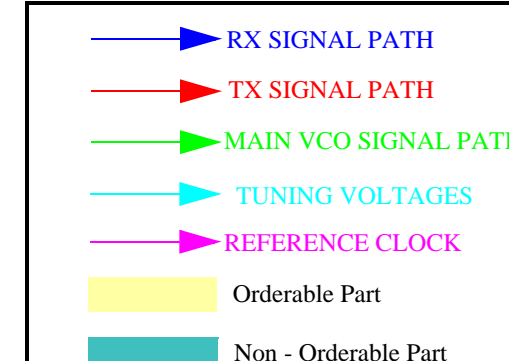 RX SIGNAL PATH
TX SIGNAL PATH
MAIN VCO SIGNAL PATH
TUNING VOLTAGES
REFERENCE CLOCK
Orderable Part
Non - Orderable Part